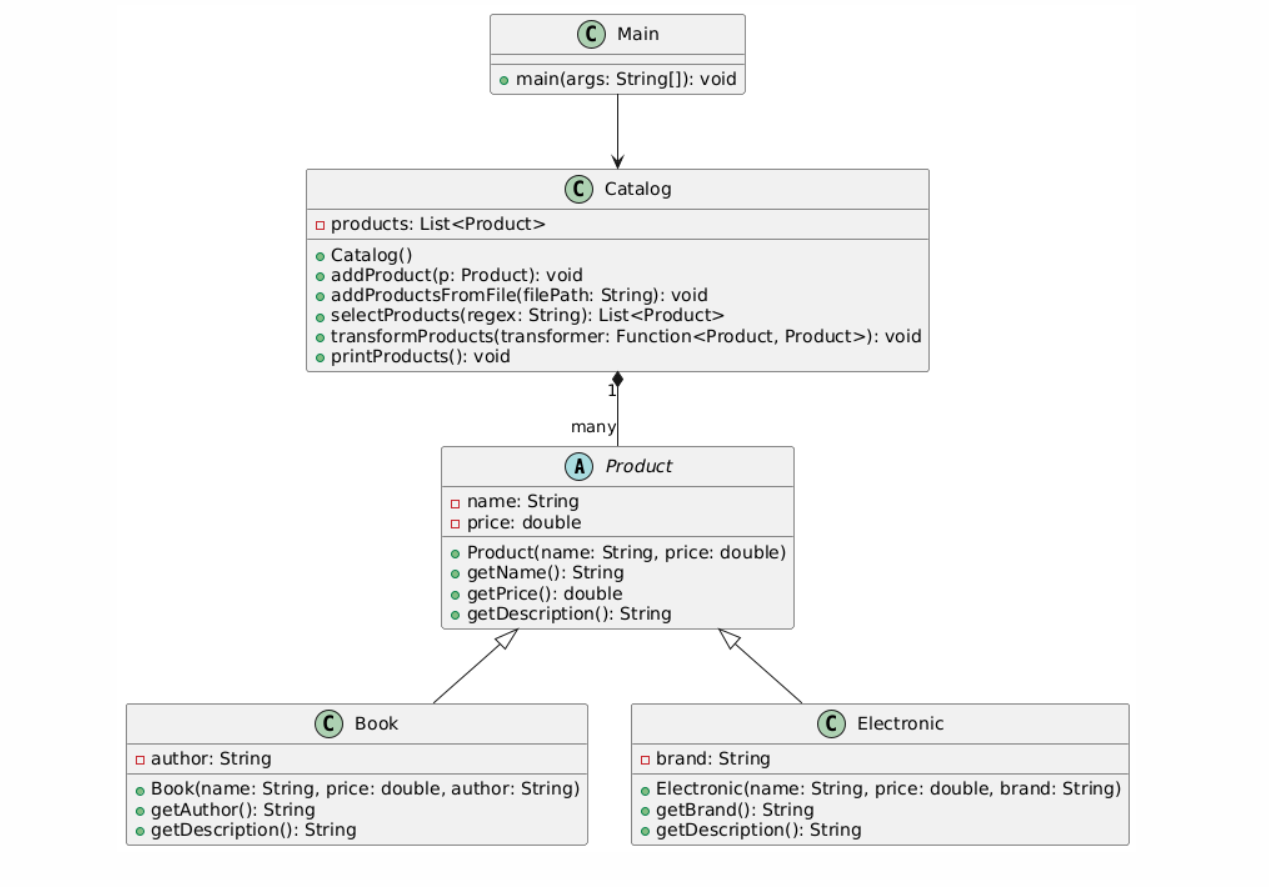 C Main
main(args: String[]): void
C Catalog
products: List<Product>
Catalog()
addProduct(p: Product): void
addProductsFromFile(filePath: String): void
selectProducts(regex: String): List<Product>
transformProducts(transformer: Function<Product, Product>): void
printProducts(): void
1
many
A Product
name: String
price: double
Product(name: String, price: double)
getName(): String
getPrice(): double
getDescription(): String
C Book
author: String
Book(name: String, price: double, author: String)
getAuthor(): String
getDescription(): String
C Electronic
brand: String
Electronic(name: String, price: double, brand: String)
getBrand(): String
getDescription(): String